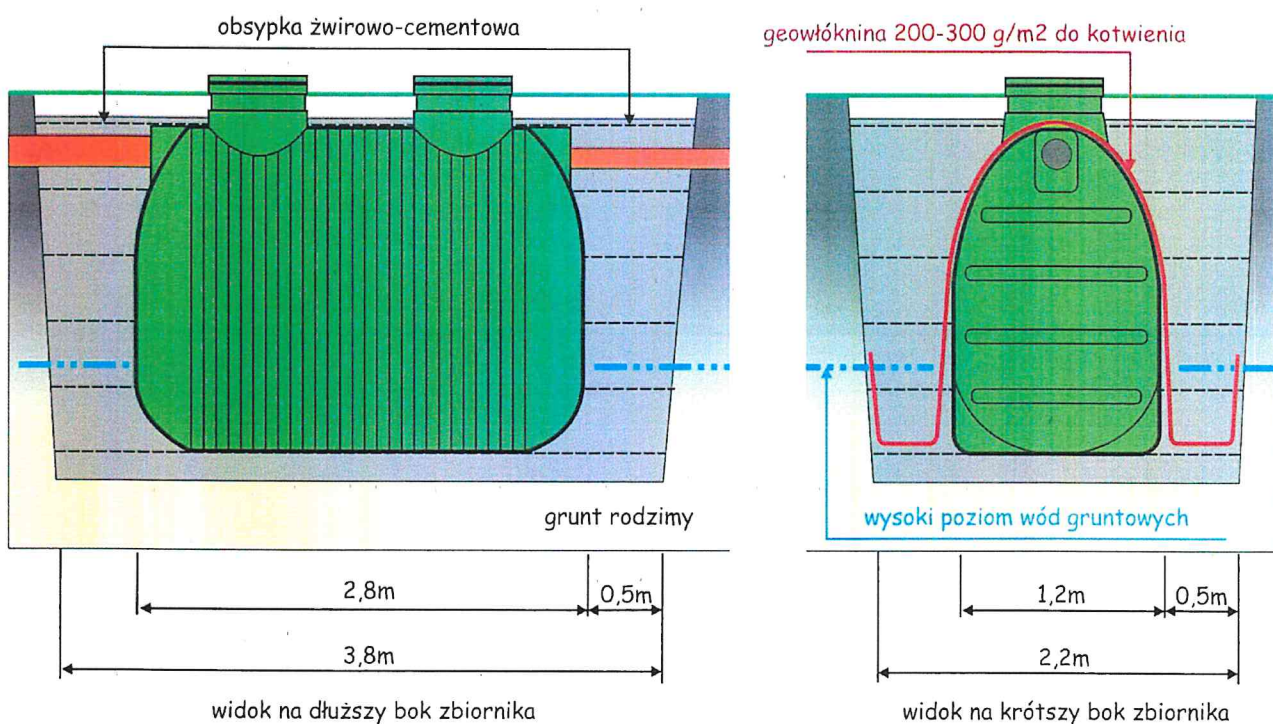 obsypka żwirowo-cementowa
geowłóknina 200-300 g/m2 do kotwienia
grunt rodzimy
wysoki poziom wód gruntowych
2,8m
0,5m
1,2m
0,5m
3,8m
2,2m
widok na dłuższy bok zbiornika
widok na krótszy bok zbiornika